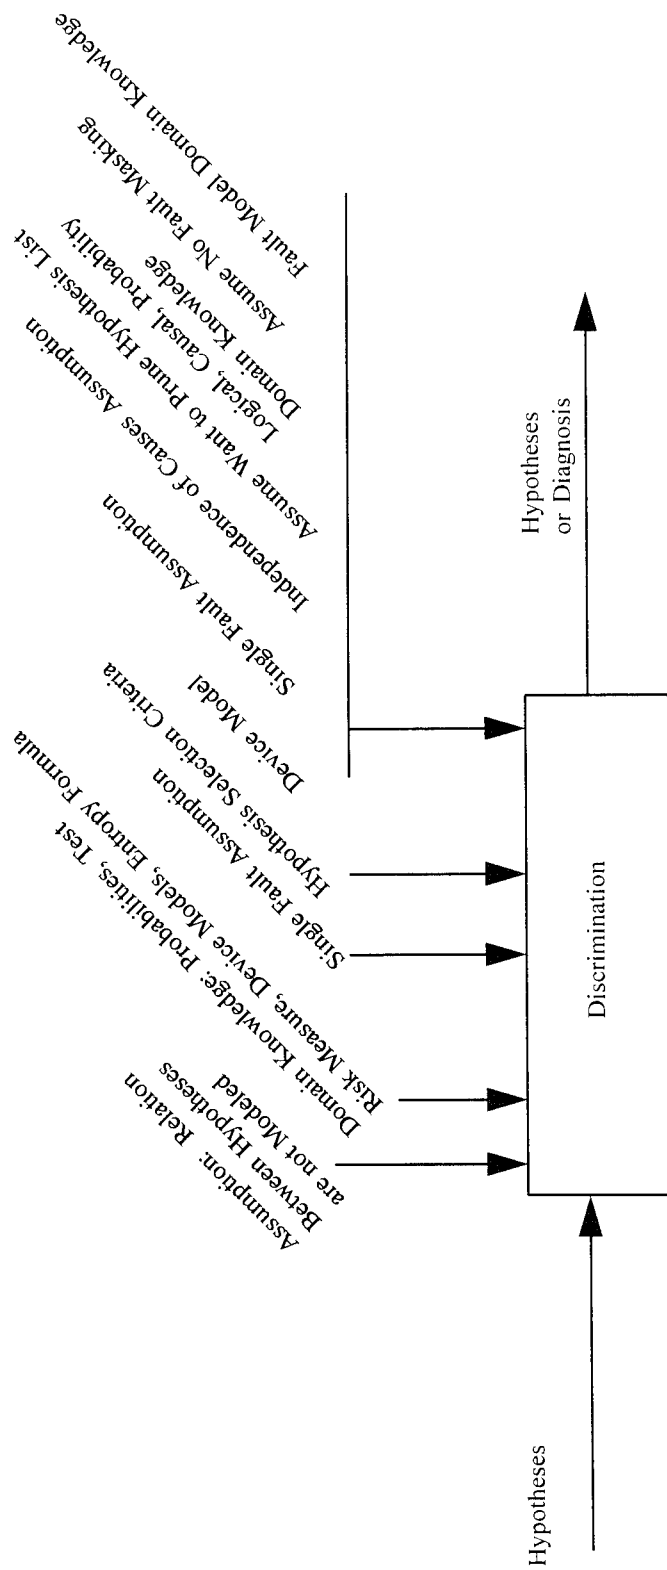 Assumption: Relation
Between Hypotheses
are not Modeled
Domain Knowledge: Probabilities, Test
Risk Measure, Device Models, Entropy Formula
Single Fault Assumption
Hypothesis Selection Criteria
Device Model
Single Fault Assumption
Independence of Causes Assumption
Assume Want to Prune Hypothesis List
Logical, Causal, Probability
Domain Knowledge
Assume No Fault Masking
Fault Model Domain Knowledge
Hypotheses
Discrimination
Hypotheses
or Diagnosis